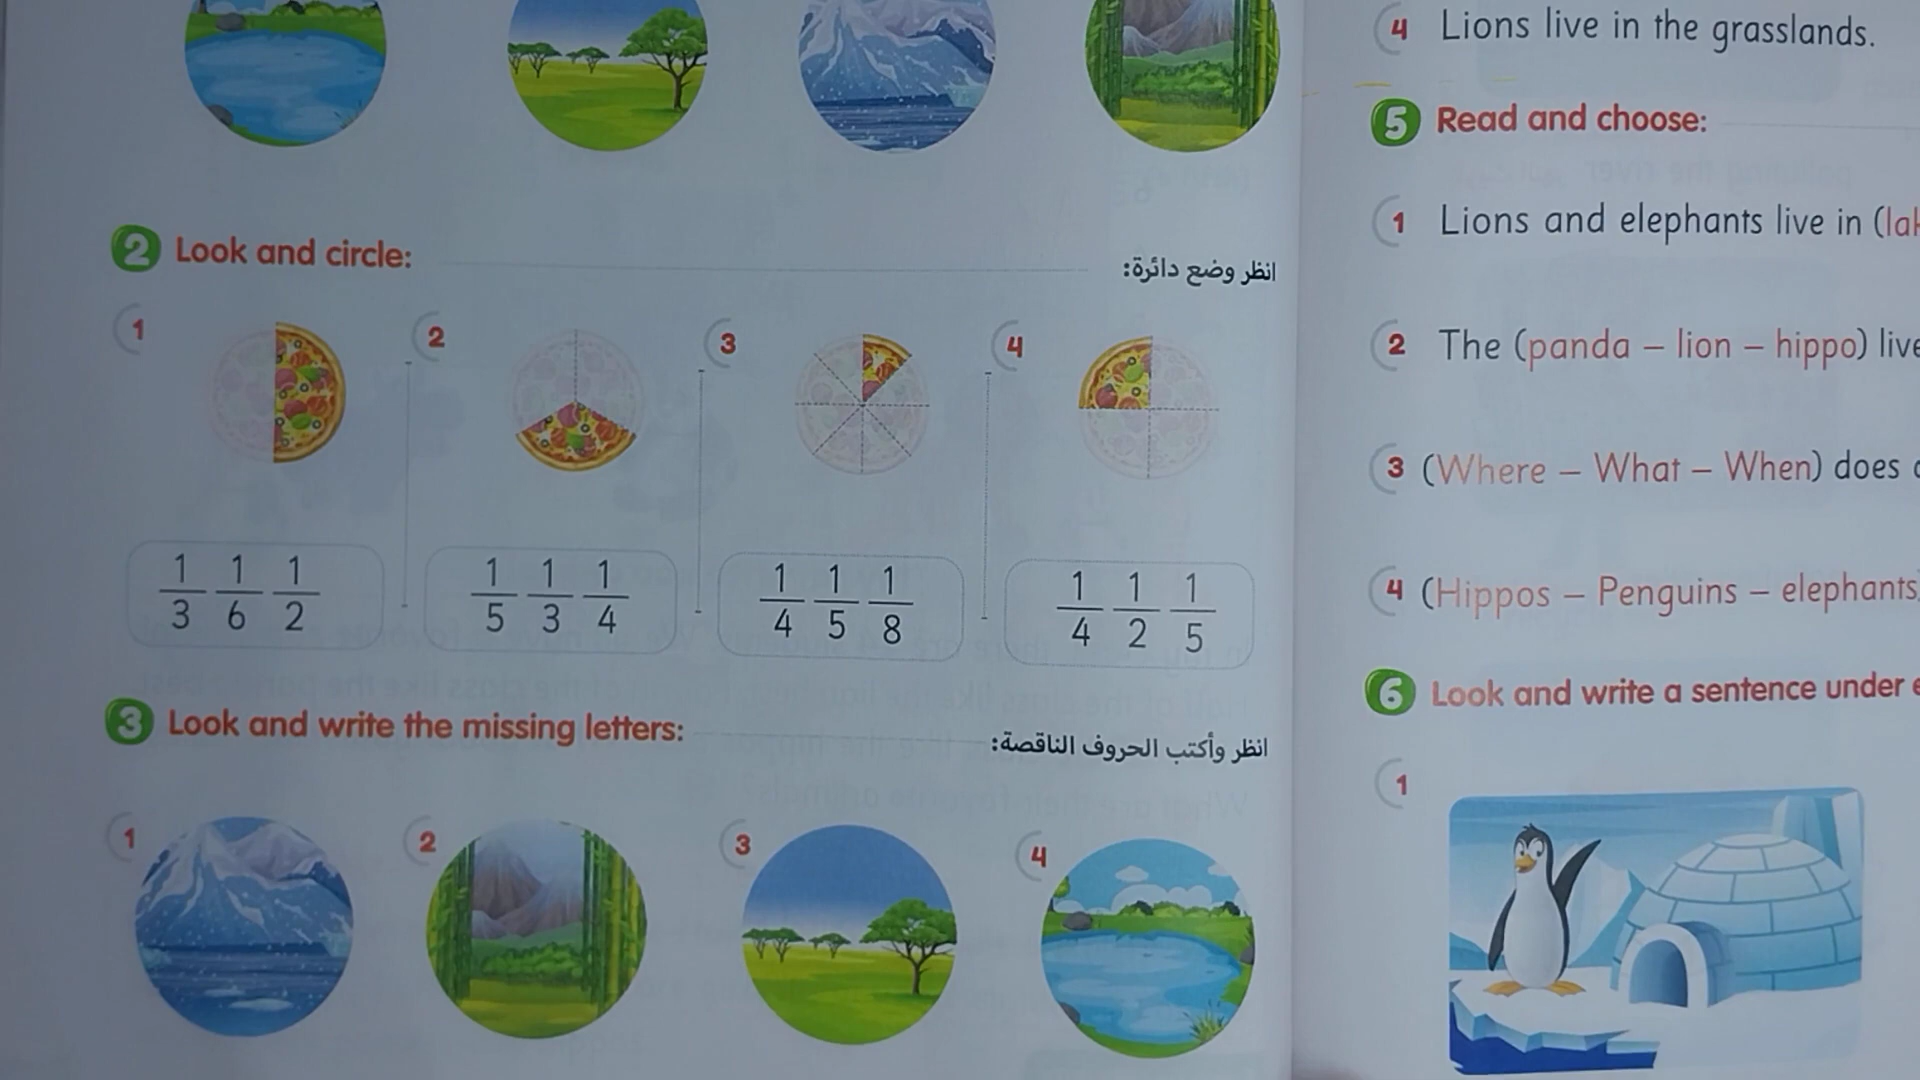 2 Look and circle:
انظر وضع دائرة:
1 2 3 4
1/3 1/6 1/2
1/5 1/3 1/4
1/4 1/5 1/8
1/4 1/2 1/5
3 Look and write the missing letters:
انظر وأكتب الحروف الناقصة:
1 2 3 4
4 Lions live in the grasslands.
5 Read and choose:
1 Lions and elephants live in (
2 The (panda – lion – hippo) live
3 (Where – What – When) does
4 (Hippos – Penguins – elephants)
6 Look and write a sentence under
1